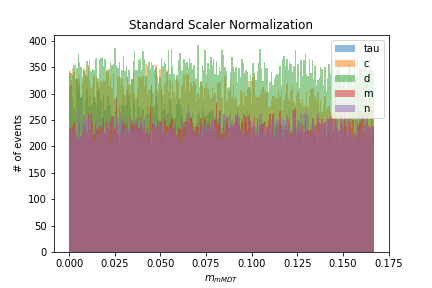 Standard Scaler Normalization
400
350
300
250
200
150
100
50
0
# of events
tau
c
d
m
n
0.000 0.025 0.050 0.075 0.100 0.125 0.150 0.175
m_{mMDT}